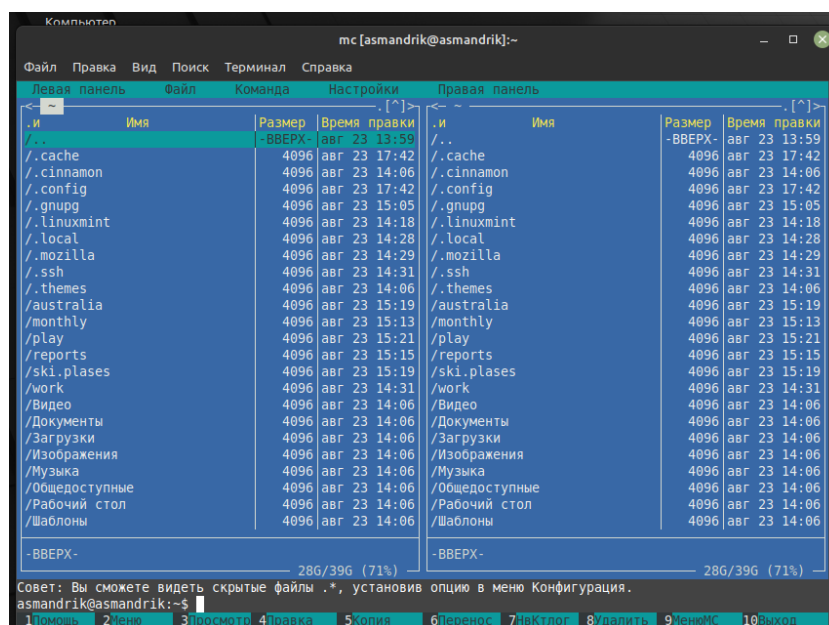 Компьютер
mc [asmandrik@asmandrik]:~
Файл Правка Вид Поиск Терминал Справка
Левая панель Файл Команда Настройки Правая панель
<— ~ .[^]> <— ~ .[^]>
.и Имя Размер Время правки .и Имя Размер Время правки
/.. -ВВЕРХ- авг 23 13:59 /.. -ВВЕРХ- авг 23 13:59
/.cache 4096 авг 23 17:42 /.cache 4096 авг 23 17:42
/.cinnamon 4096 авг 23 14:06 /.cinnamon 4096 авг 23 14:06
/.config 4096 авг 23 17:42 /.config 4096 авг 23 17:42
/.gnupg 4096 авг 23 15:05 /.gnupg 4096 авг 23 15:05
/.linuxmint 4096 авг 23 14:18 /.linuxmint 4096 авг 23 14:18
/.local 4096 авг 23 14:28 /.local 4096 авг 23 14:28
/.mozilla 4096 авг 23 14:29 /.mozilla 4096 авг 23 14:29
/.ssh 4096 авг 23 14:31 /.ssh 4096 авг 23 14:31
/.themes 4096 авг 23 14:06 /.themes 4096 авг 23 14:06
/australia 4096 авг 23 15:19 /australia 4096 авг 23 15:19
/monthly 4096 авг 23 15:13 /monthly 4096 авг 23 15:13
/play 4096 авг 23 15:21 /play 4096 авг 23 15:21
/reports 4096 авг 23 15:15 /reports 4096 авг 23 15:15
/ski.plases 4096 авг 23 15:19 /ski.plases 4096 авг 23 15:19
/work 4096 авг 23 14:31 /work 4096 авг 23 14:31
/Видео 4096 авг 23 14:06 /Видео 4096 авг 23 14:06
/Документы 4096 авг 23 14:06 /Документы 4096 авг 23 14:06
/Загрузки 4096 авг 23 14:06 /Загрузки 4096 авг 23 14:06
/Изображения 4096 авг 23 14:06 /Изображения 4096 авг 23 14:06
/Музыка 4096 авг 23 14:06 /Музыка 4096 авг 23 14:06
/Общедоступные 4096 авг 23 14:06 /Общедоступные 4096 авг 23 14:06
/Рабочий стол 4096 авг 23 14:06 /Рабочий стол 4096 авг 23 14:06
/Шаблоны 4096 авг 23 14:06 /Шаблоны 4096 авг 23 14:06
-ВВЕРХ- -ВВЕРХ-
28G/39G (71%) 28G/39G (71%)
Совет: Вы сможете видеть скрытые файлы .*, установив опцию в меню Конфигурация.
asmandrik@asmandrik:~$
1Помощь 2Меню 3Просмотр 4Правка 5Копия 6Перенос 7НвКтлог 8Удалить 9МенюМС 10Выход